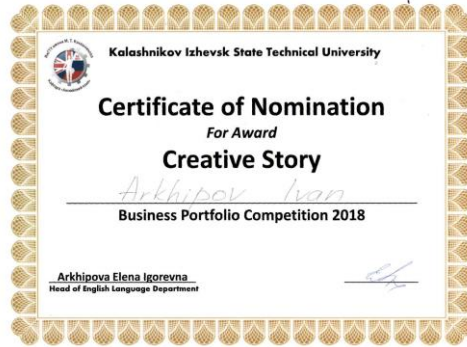 Kalashnikov Izhevsk State Technical University
Certificate of Nomination
For Award
Creative Story
Arkhipov Ivan
Business Portfolio Competition 2018
Arkhipova Elena Igorevna
Head of English Language Department